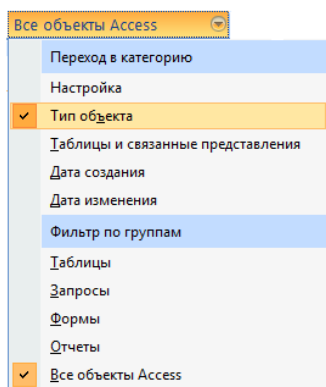 Все объекты Access
Переход в категорию
Настройка
Тип объекта
Таблицы и связанные представления
Дата создания
Дата изменения
Фильтр по группам
Таблицы
Запросы
Формы
Отчеты
Все объекты Access